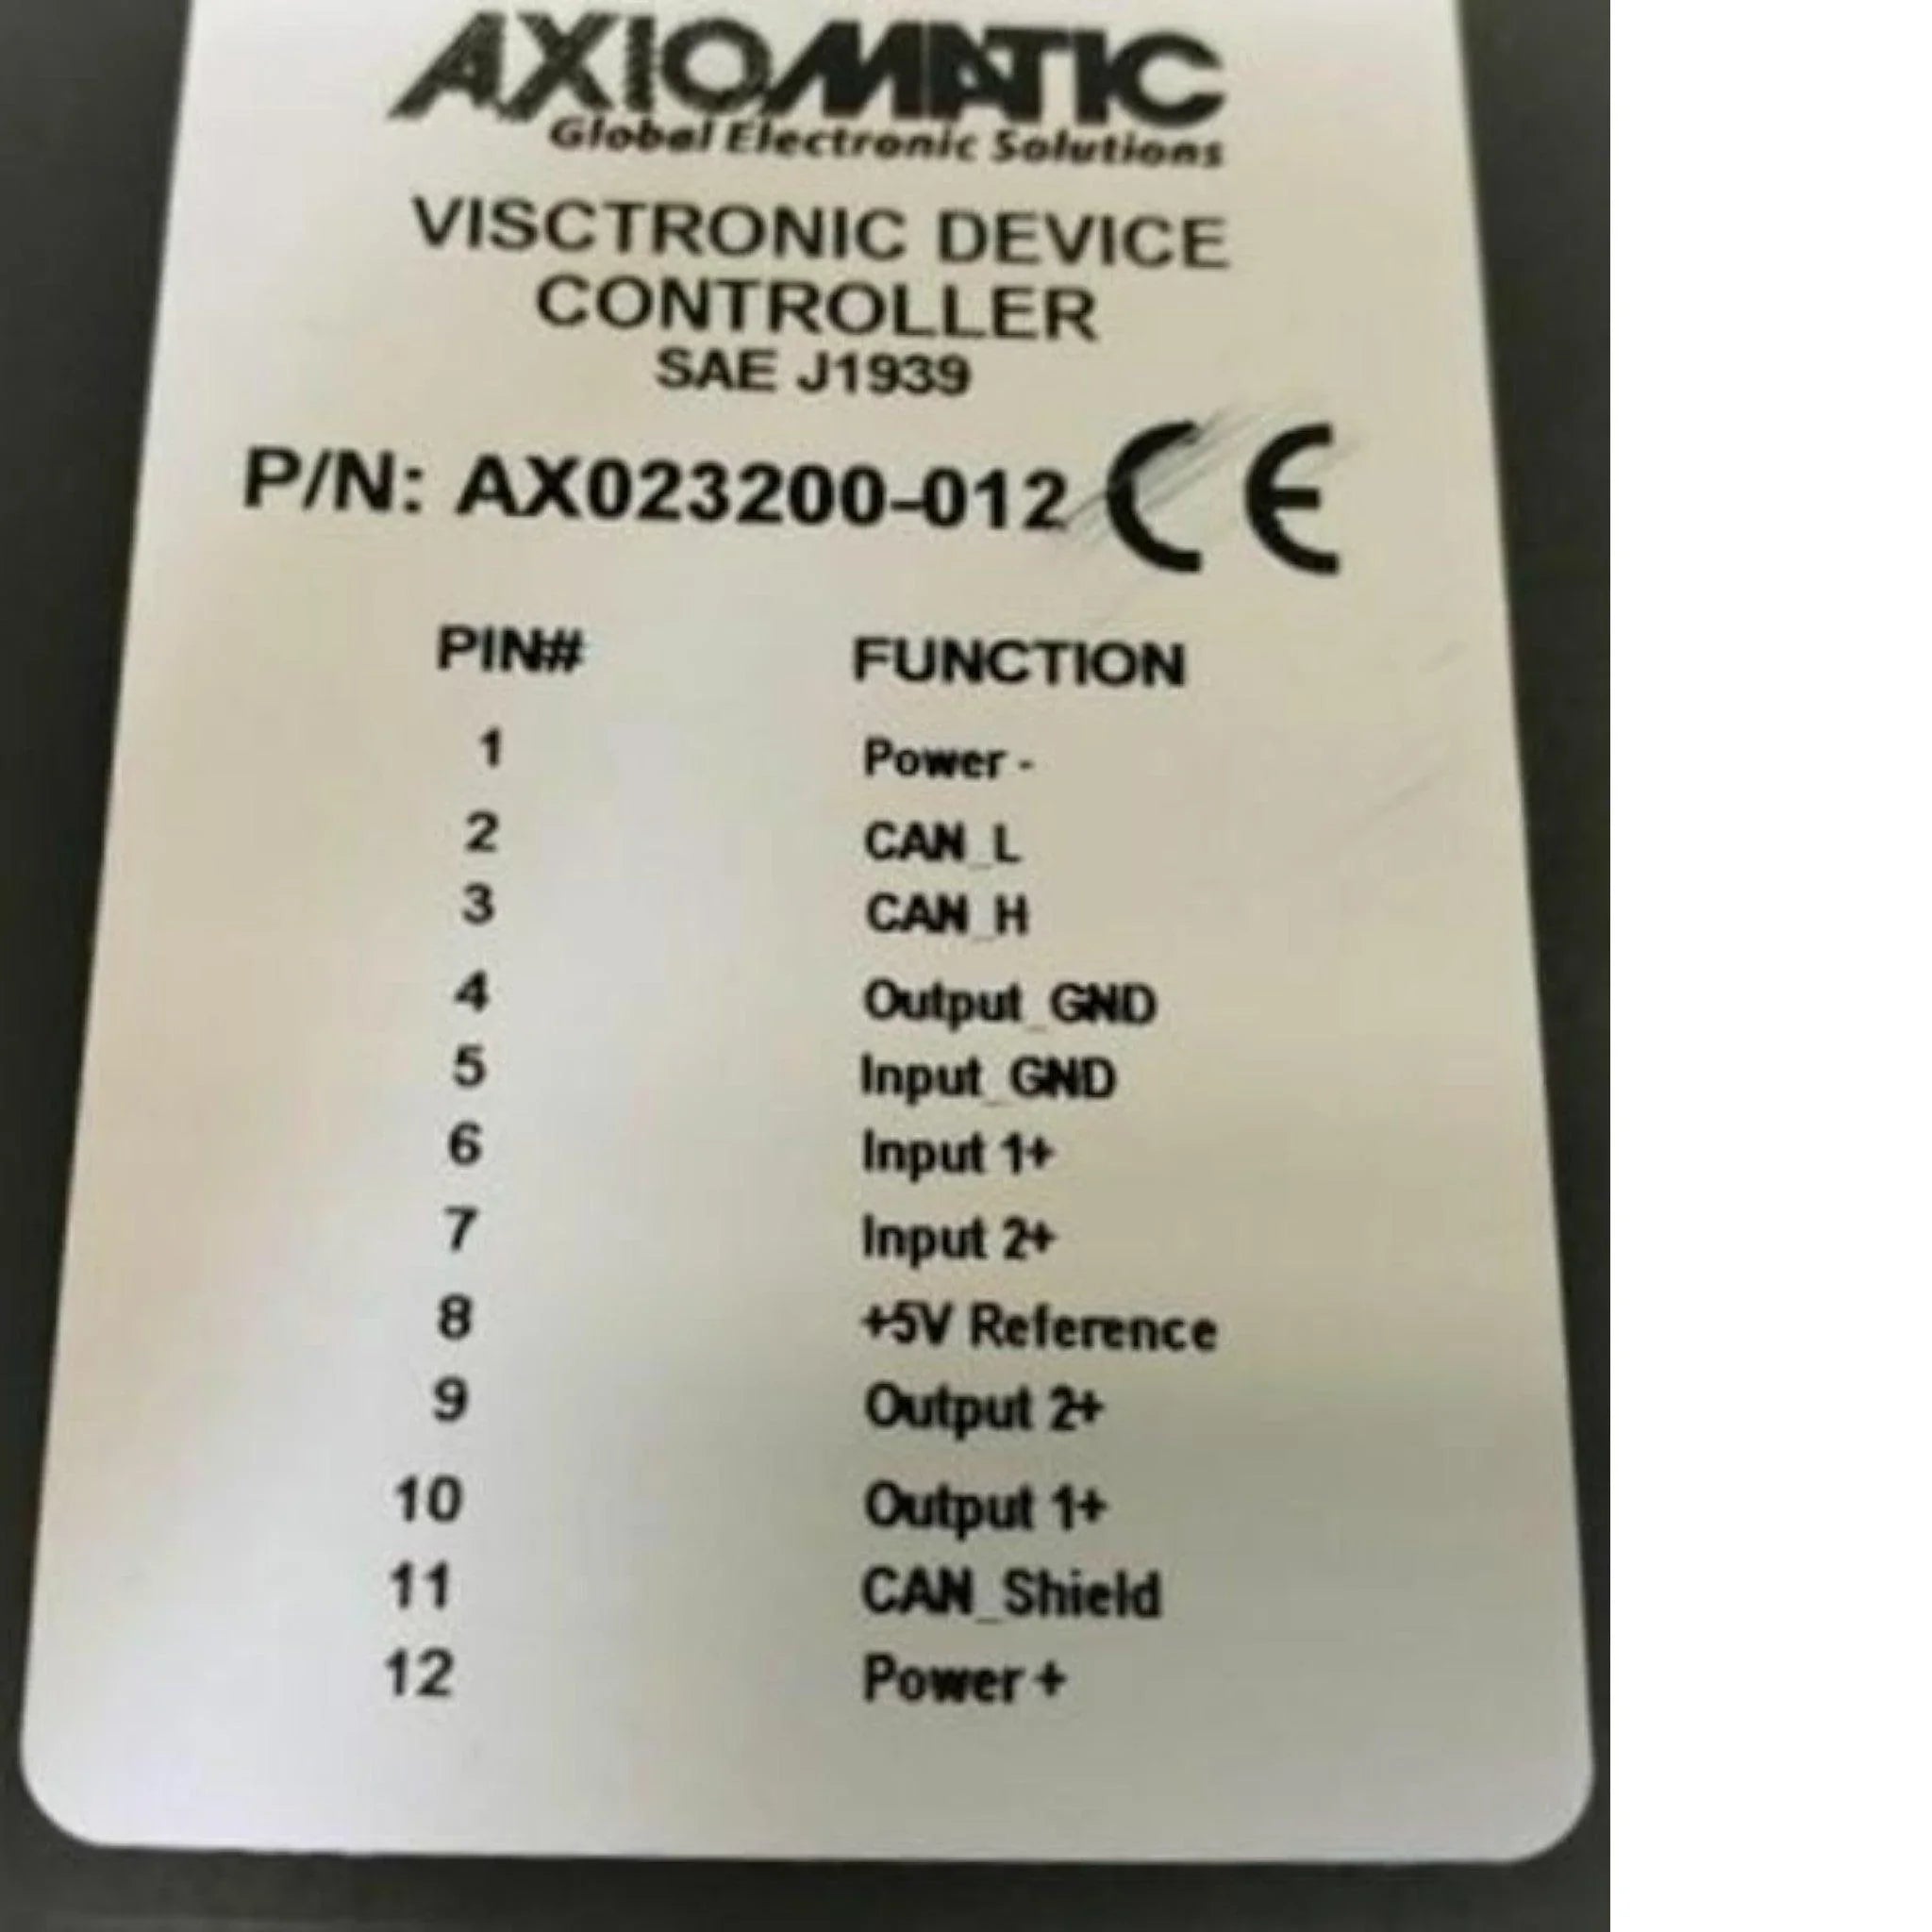 AXIOMATIC
Global Electronic Solutions
VISCTRONIC DEVICE
CONTROLLER
SAE J1939
P/N: AX023200-012 CE
PIN# FUNCTION
1 Power -
2 CAN_L
3 CAN_H
4 Output_GND
5 Input_GND
6 Input 1+
7 Input 2+
8 +5V Reference
9 Output 2+
10 Output 1+
11 CAN_Shield
12 Power +